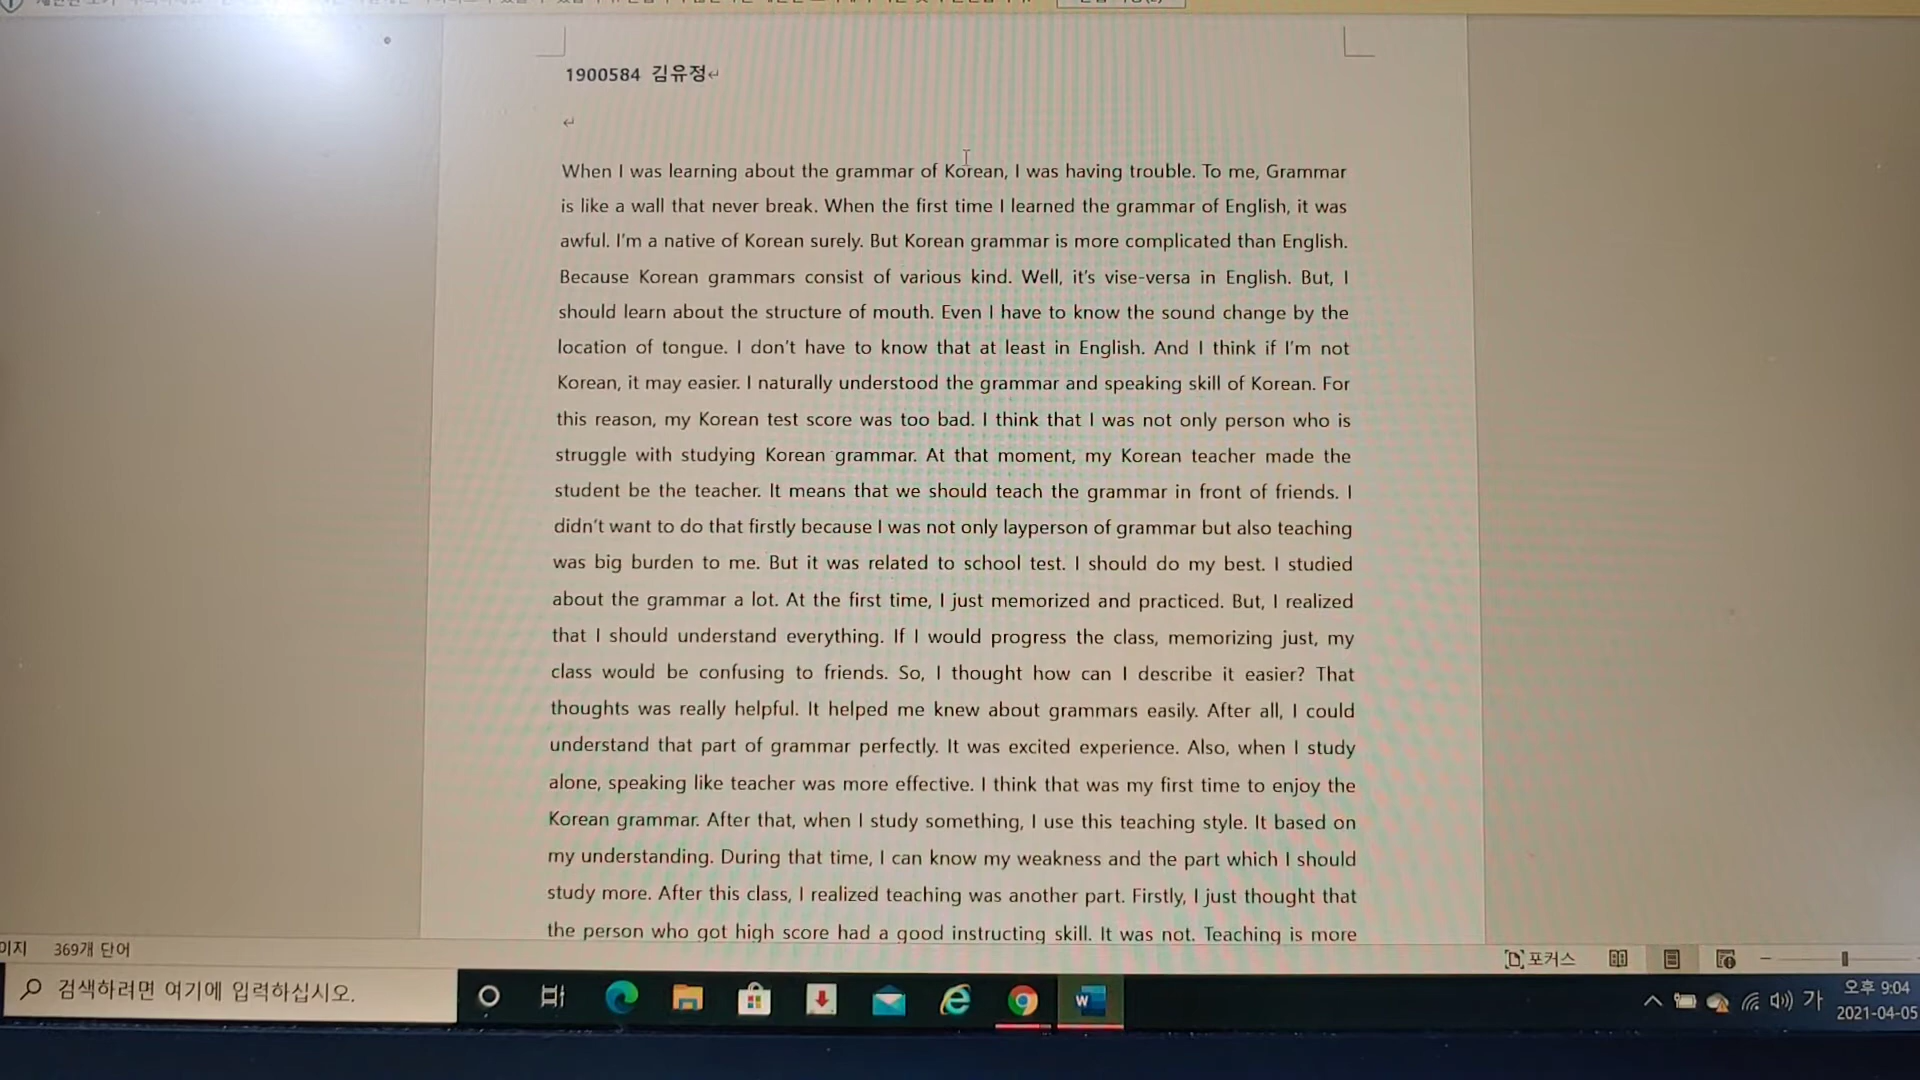 1900584 김유정
When I was learning about the grammar of Korean, I was having trouble. To me, Grammar
is like a wall that never break. When the first time I learned the grammar of English, it was
awful. I'm a native of Korean surely. But Korean grammar is more complicated than English.
Because Korean grammars consist of various kind. Well, it's vise-versa in English. But, I
should learn about the structure of mouth. Even I have to know the sound change by the
location of tongue. I don't have to know that at least in English. And I think if I'm not
Korean, it may easier. I naturally understood the grammar and speaking skill of Korean. For
this reason, my Korean test score was too bad. I think that I was not only person who is
struggle with studying Korean grammar. At that moment, my Korean teacher made the
student be the teacher. It means that we should teach the grammar in front of friends. I
didn't want to do that firstly because I was not only layperson of grammar but also teaching
was big burden to me. But it was related to school test. I should do my best. I studied
about the grammar a lot. At the first time, I just memorized and practiced. But, I realized
that I should understand everything. If I would progress the class, memorizing just, my
class would be confusing to friends. So, I thought how can I describe it easier? That
thoughts was really helpful. It helped me knew about grammars easily. After all, I could
understand that part of grammar perfectly. It was excited experience. Also, when I study
alone, speaking like teacher was more effective. I think that was my first time to enjoy the
Korean grammar. After that, when I study something, I use this teaching style. It based on
my understanding. During that time, I can know my weakness and the part which I should
study more. After this class, I realized teaching was another part. Firstly, I just thought that
the person who got high score had a good instructing skill. It was not. Teaching is more
이지 369개 단어
포커스
검색하려면 여기에 입력하십시오.
가
오후 9:04
2021-04-05